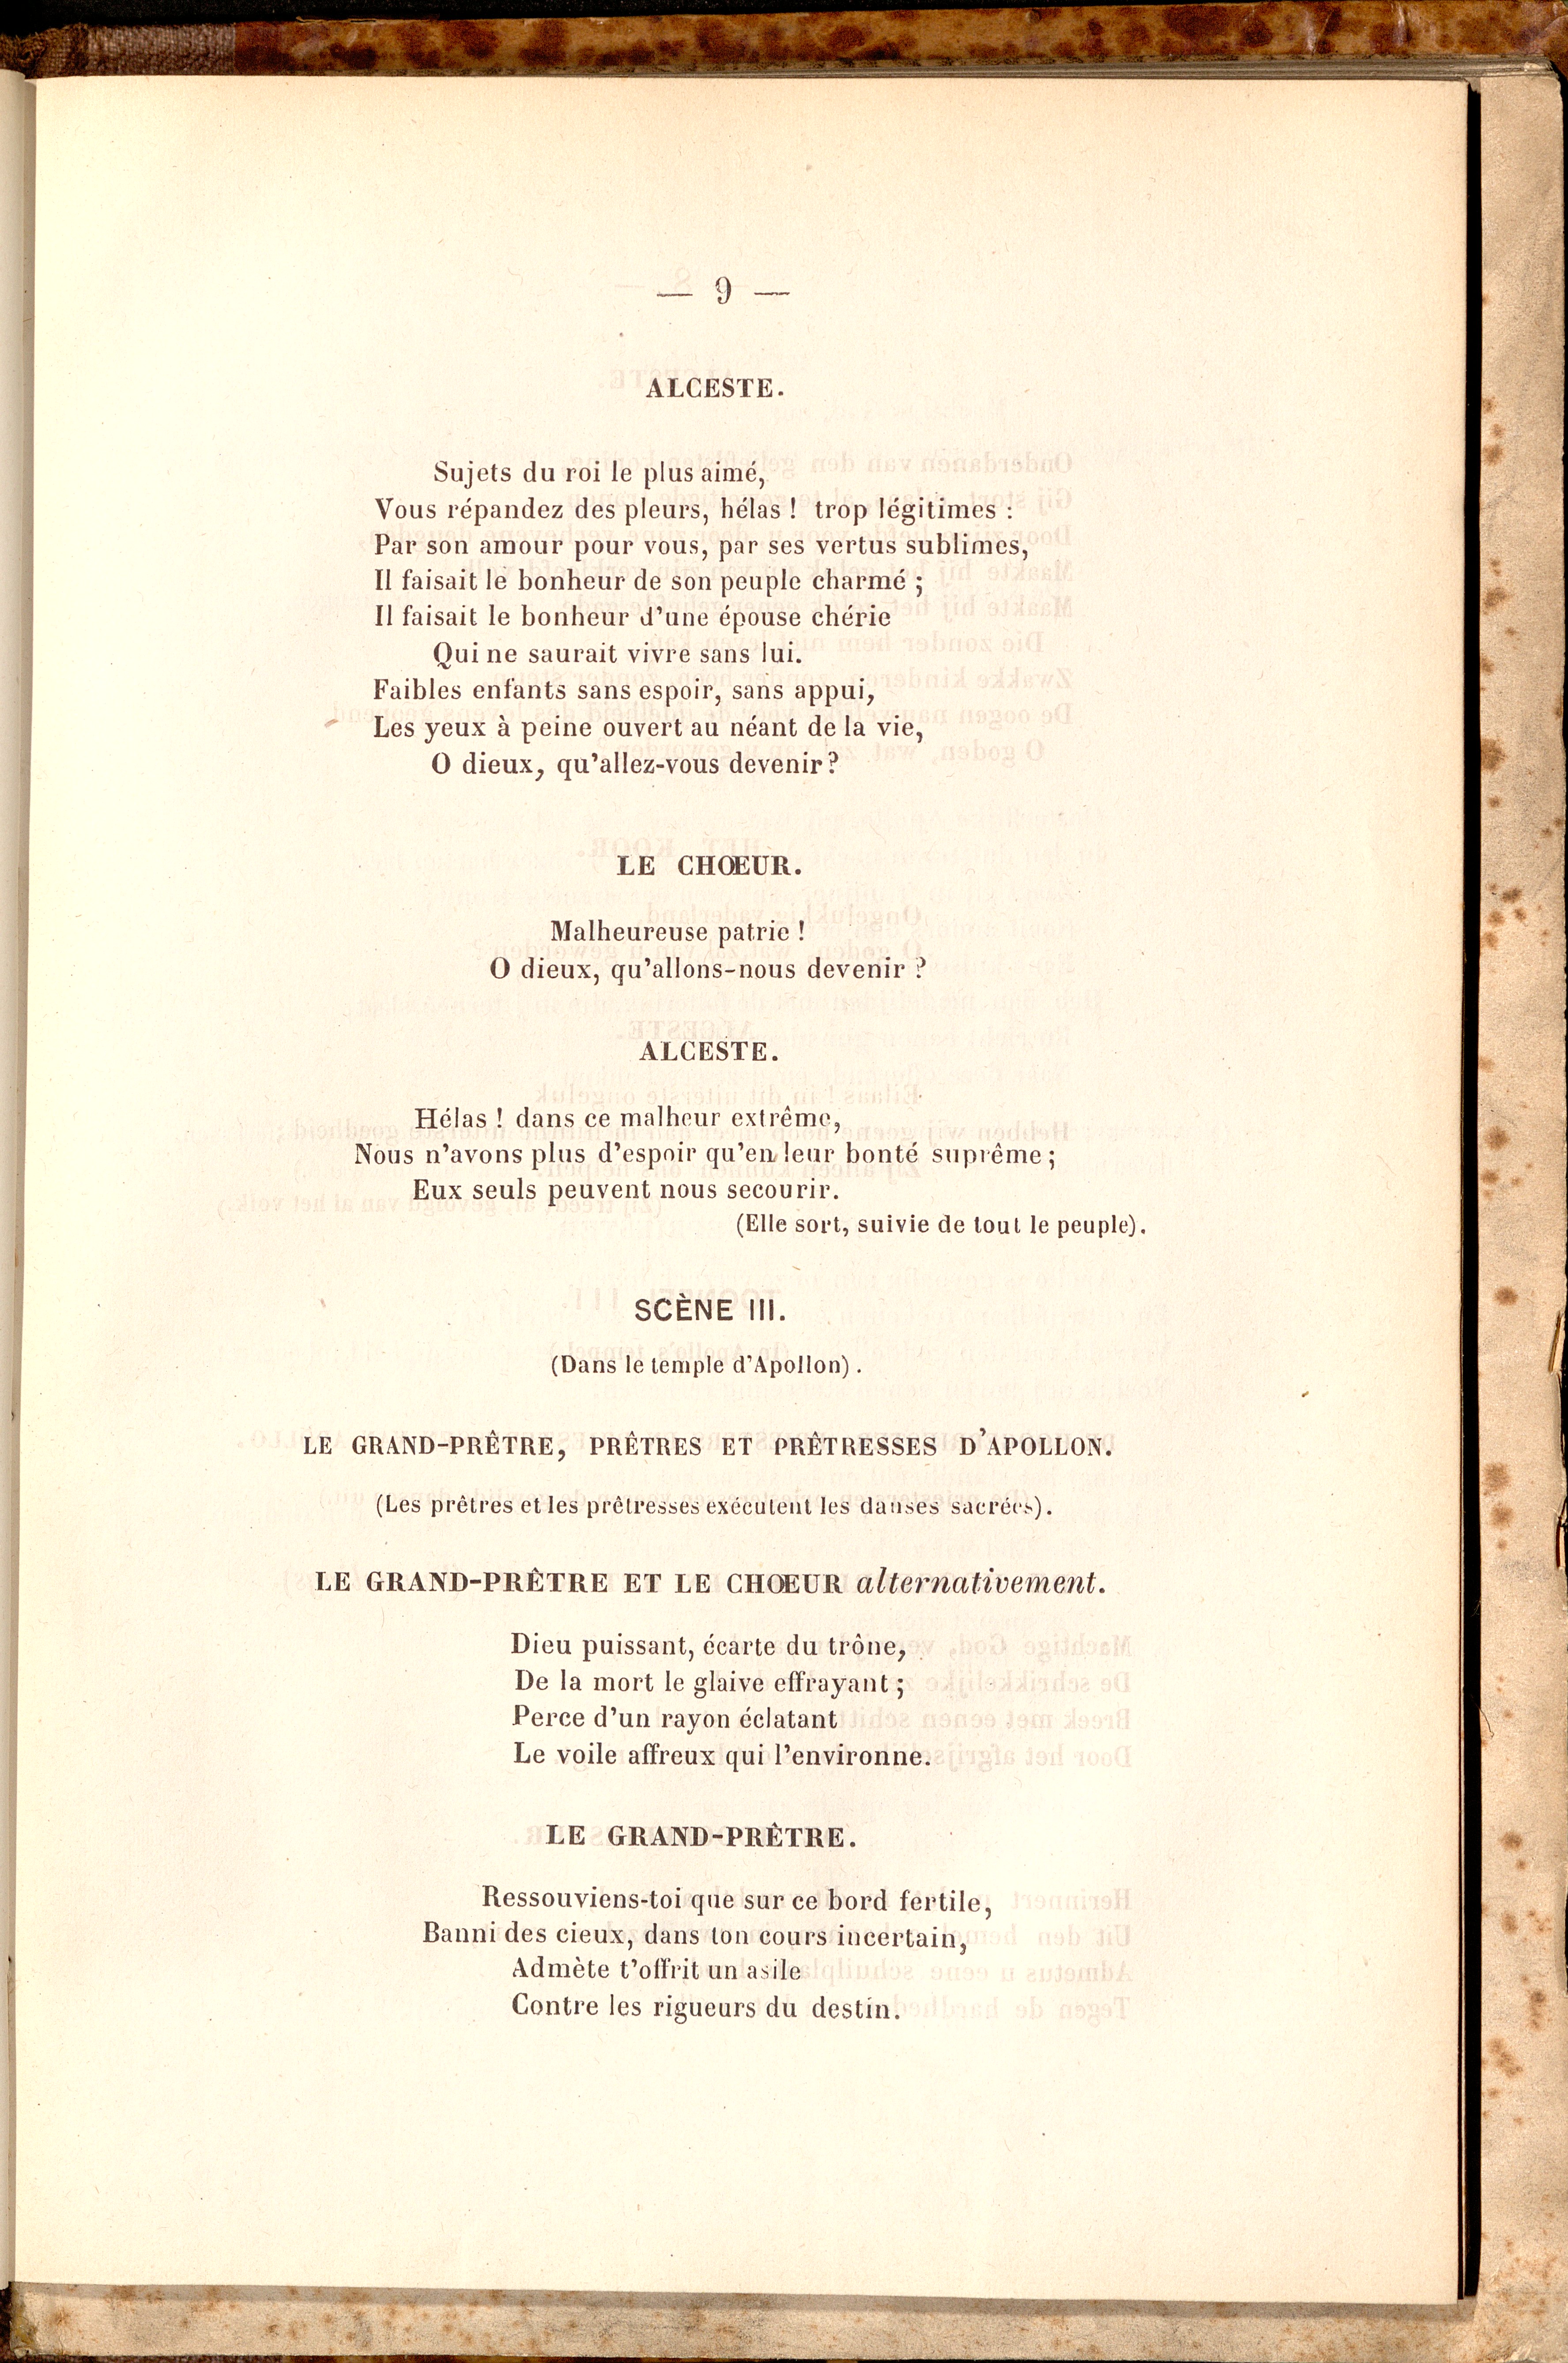 — 9 —
ALCESTE.
Sujets du roi le plus aimé,
Vous répandez des pleurs, hélas ! trop légitimes :
Par son amour pour vous, par ses vertus sublimes,
Il faisait le bonheur de son peuple charmé ;
Il faisait le bonheur d'une épouse chérie
Qui ne saurait vivre sans lui.
Faibles enfants sans espoir, sans appui,
Les yeux à peine ouvert au néant de la vie,
O dieux, qu'allez-vous devenir ?
LE CHŒUR.
Malheureuse patrie !
O dieux, qu'allons-nous devenir ?
ALCESTE.
Hélas ! dans ce malheur extrême,
Nous n'avons plus d'espoir qu'en leur bonté suprême ;
Eux seuls peuvent nous secourir.
(Elle sort, suivie de tout le peuple).
SCÈNE III.
(Dans le temple d'Apollon).
LE GRAND-PRÊTRE, PRÊTRES ET PRÊTRESSES D'APOLLON.
(Les prêtres et les prêtresses exécutent les danses sacrées).
LE GRAND-PRÊTRE ET LE CHŒUR alternativement.
Dieu puissant, écarte du trône,
De la mort le glaive effrayant ;
Perce d'un rayon éclatant
Le voile affreux qui l'environne.
LE GRAND-PRÊTRE.
Ressouviens-toi que sur ce bord fertile,
Banni des cieux, dans ton cours incertain,
Admète t'offrit un asile
Contre les rigueurs du destin.